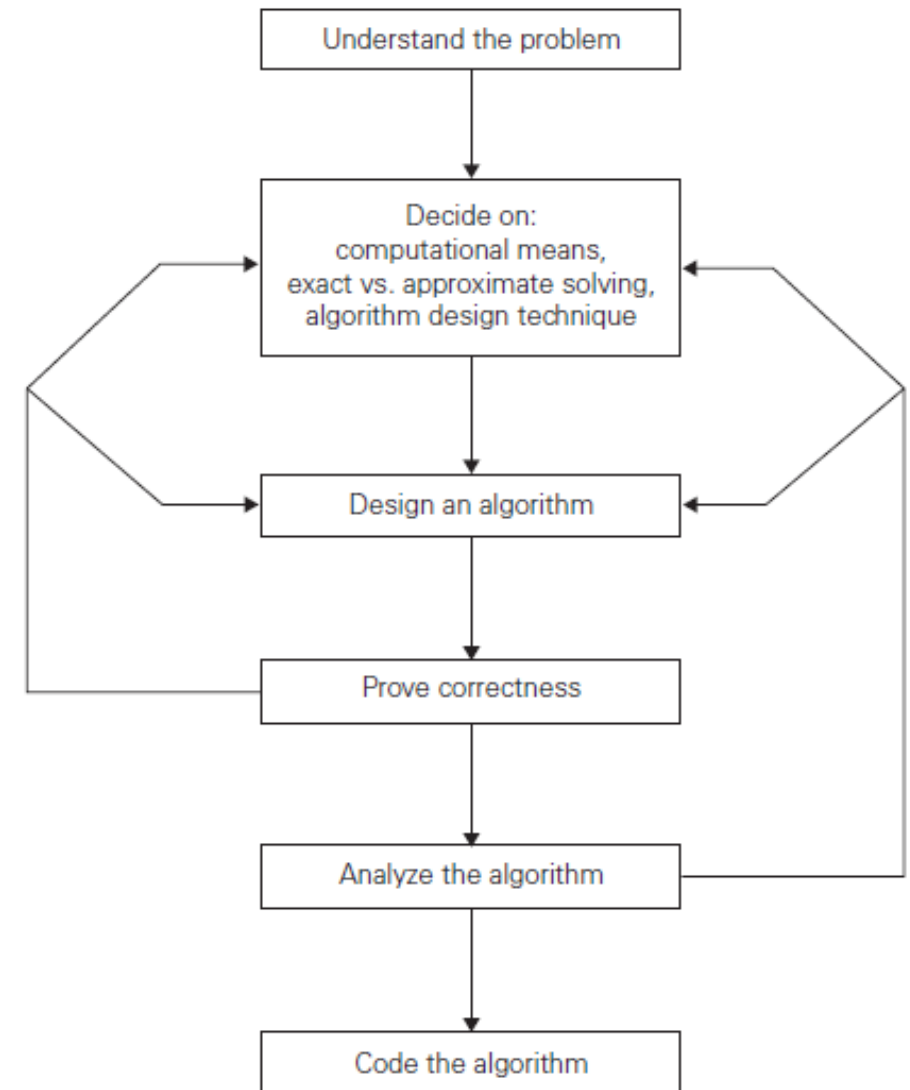 Understand the problem
Decide on:
computational means,
exact vs. approximate solving,
algorithm design technique
Design an algorithm
Prove correctness
Analyze the algorithm
Code the algorithm